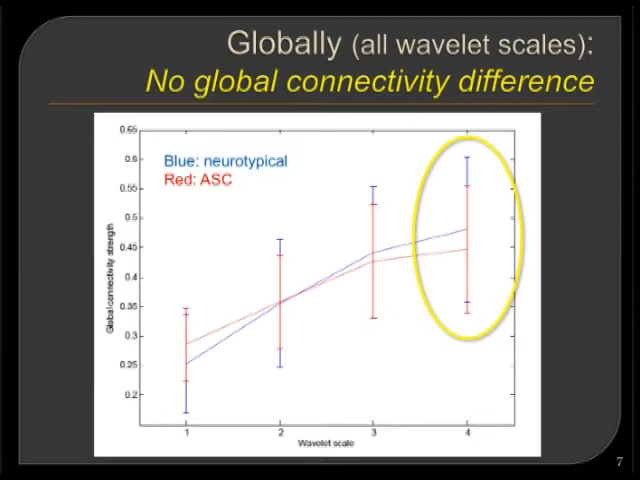 Globally (all wavelet scales):
No global connectivity difference
Blue: neurotypical
Red: ASC
Global connectivity strength
0.65
0.6
0.55
0.5
0.45
0.4
0.35
0.3
0.25
0.2
1 2 3 4
Wavelet scale
7